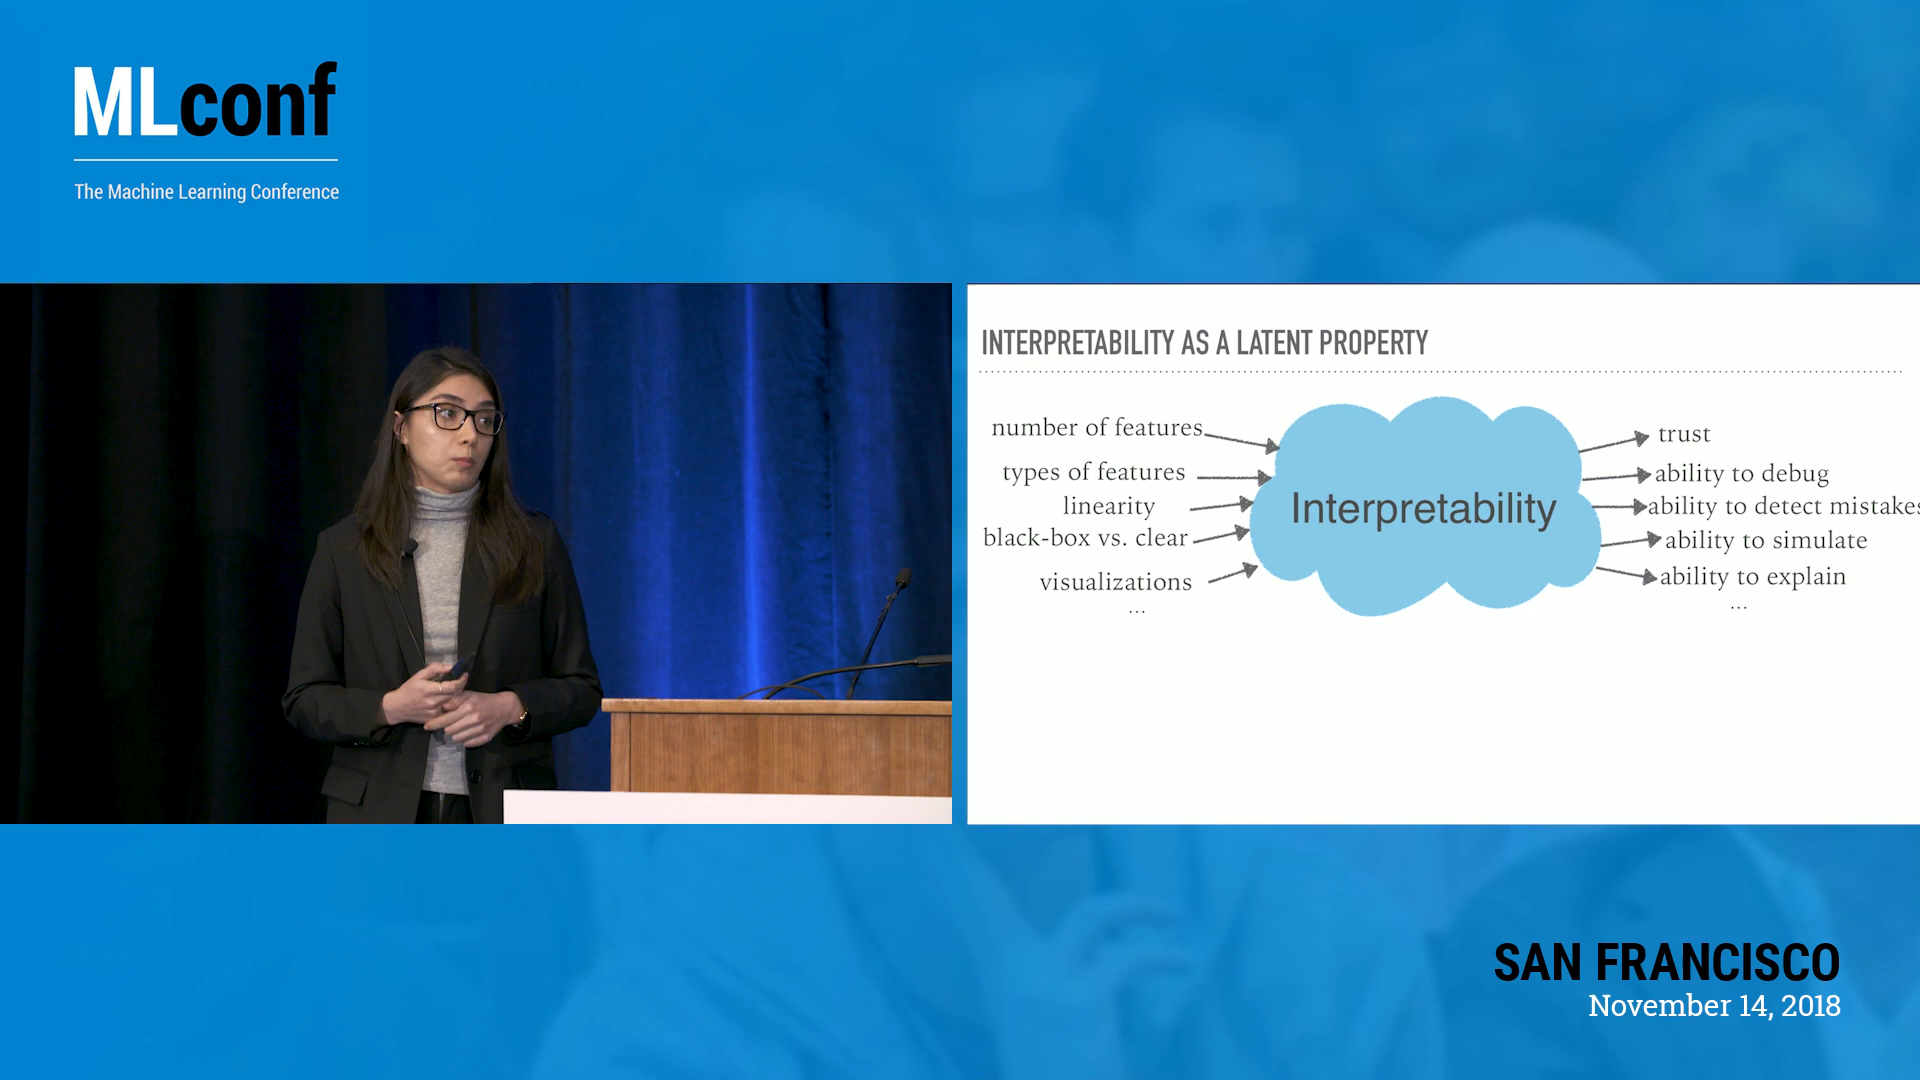 MLconf
The Machine Learning Conference
INTERPRETABILITY AS A LATENT PROPERTY
number of features
types of features
linearity
black-box vs. clear
visualizations
...
Interpretability
trust
ability to debug
ability to detect mistakes
ability to simulate
ability to explain
...
SAN FRANCISCO
November 14, 2018